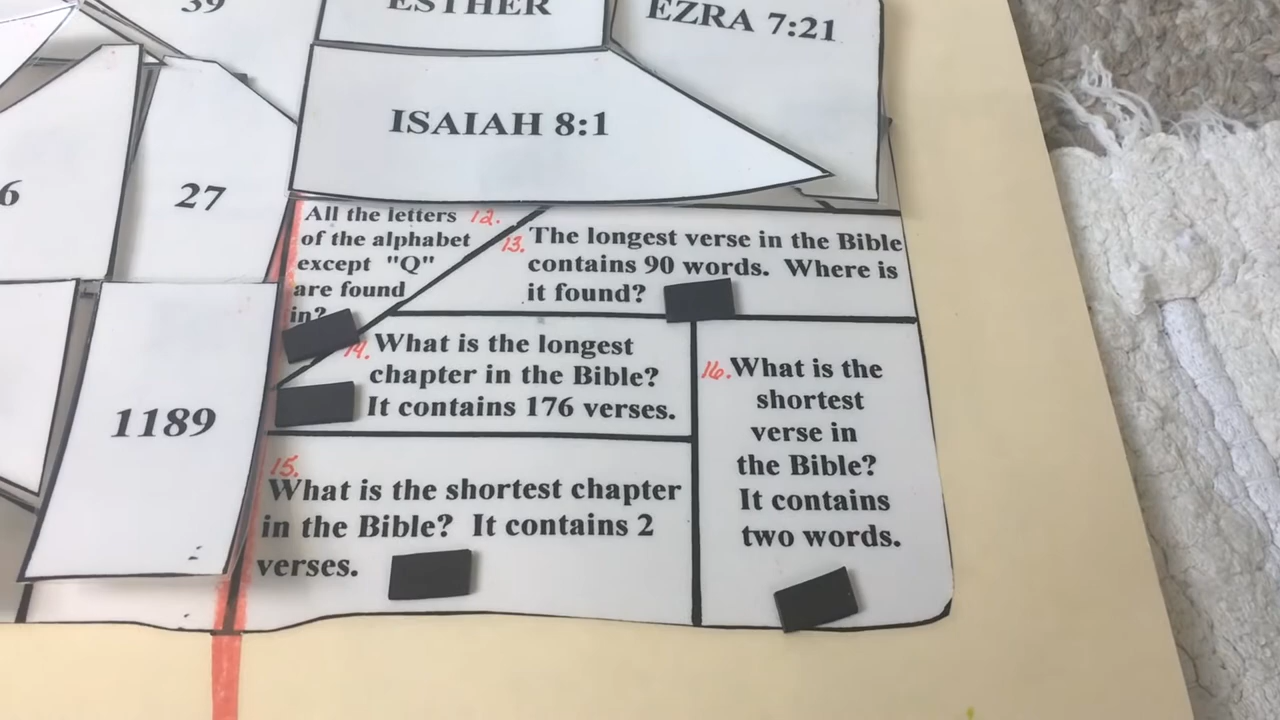 39
ESTHER
EZRA 7:21
ISAIAH 8:1
6
27
1189
12.
All the letters
of the alphabet
except "Q"
are found
in?
13. The longest verse in the Bible
contains 90 words. Where is
it found?
14. What is the longest
chapter in the Bible?
It contains 176 verses.
15.
What is the shortest chapter
in the Bible? It contains 2
verses.
16. What is the
shortest
verse in
the Bible?
It contains
two words.